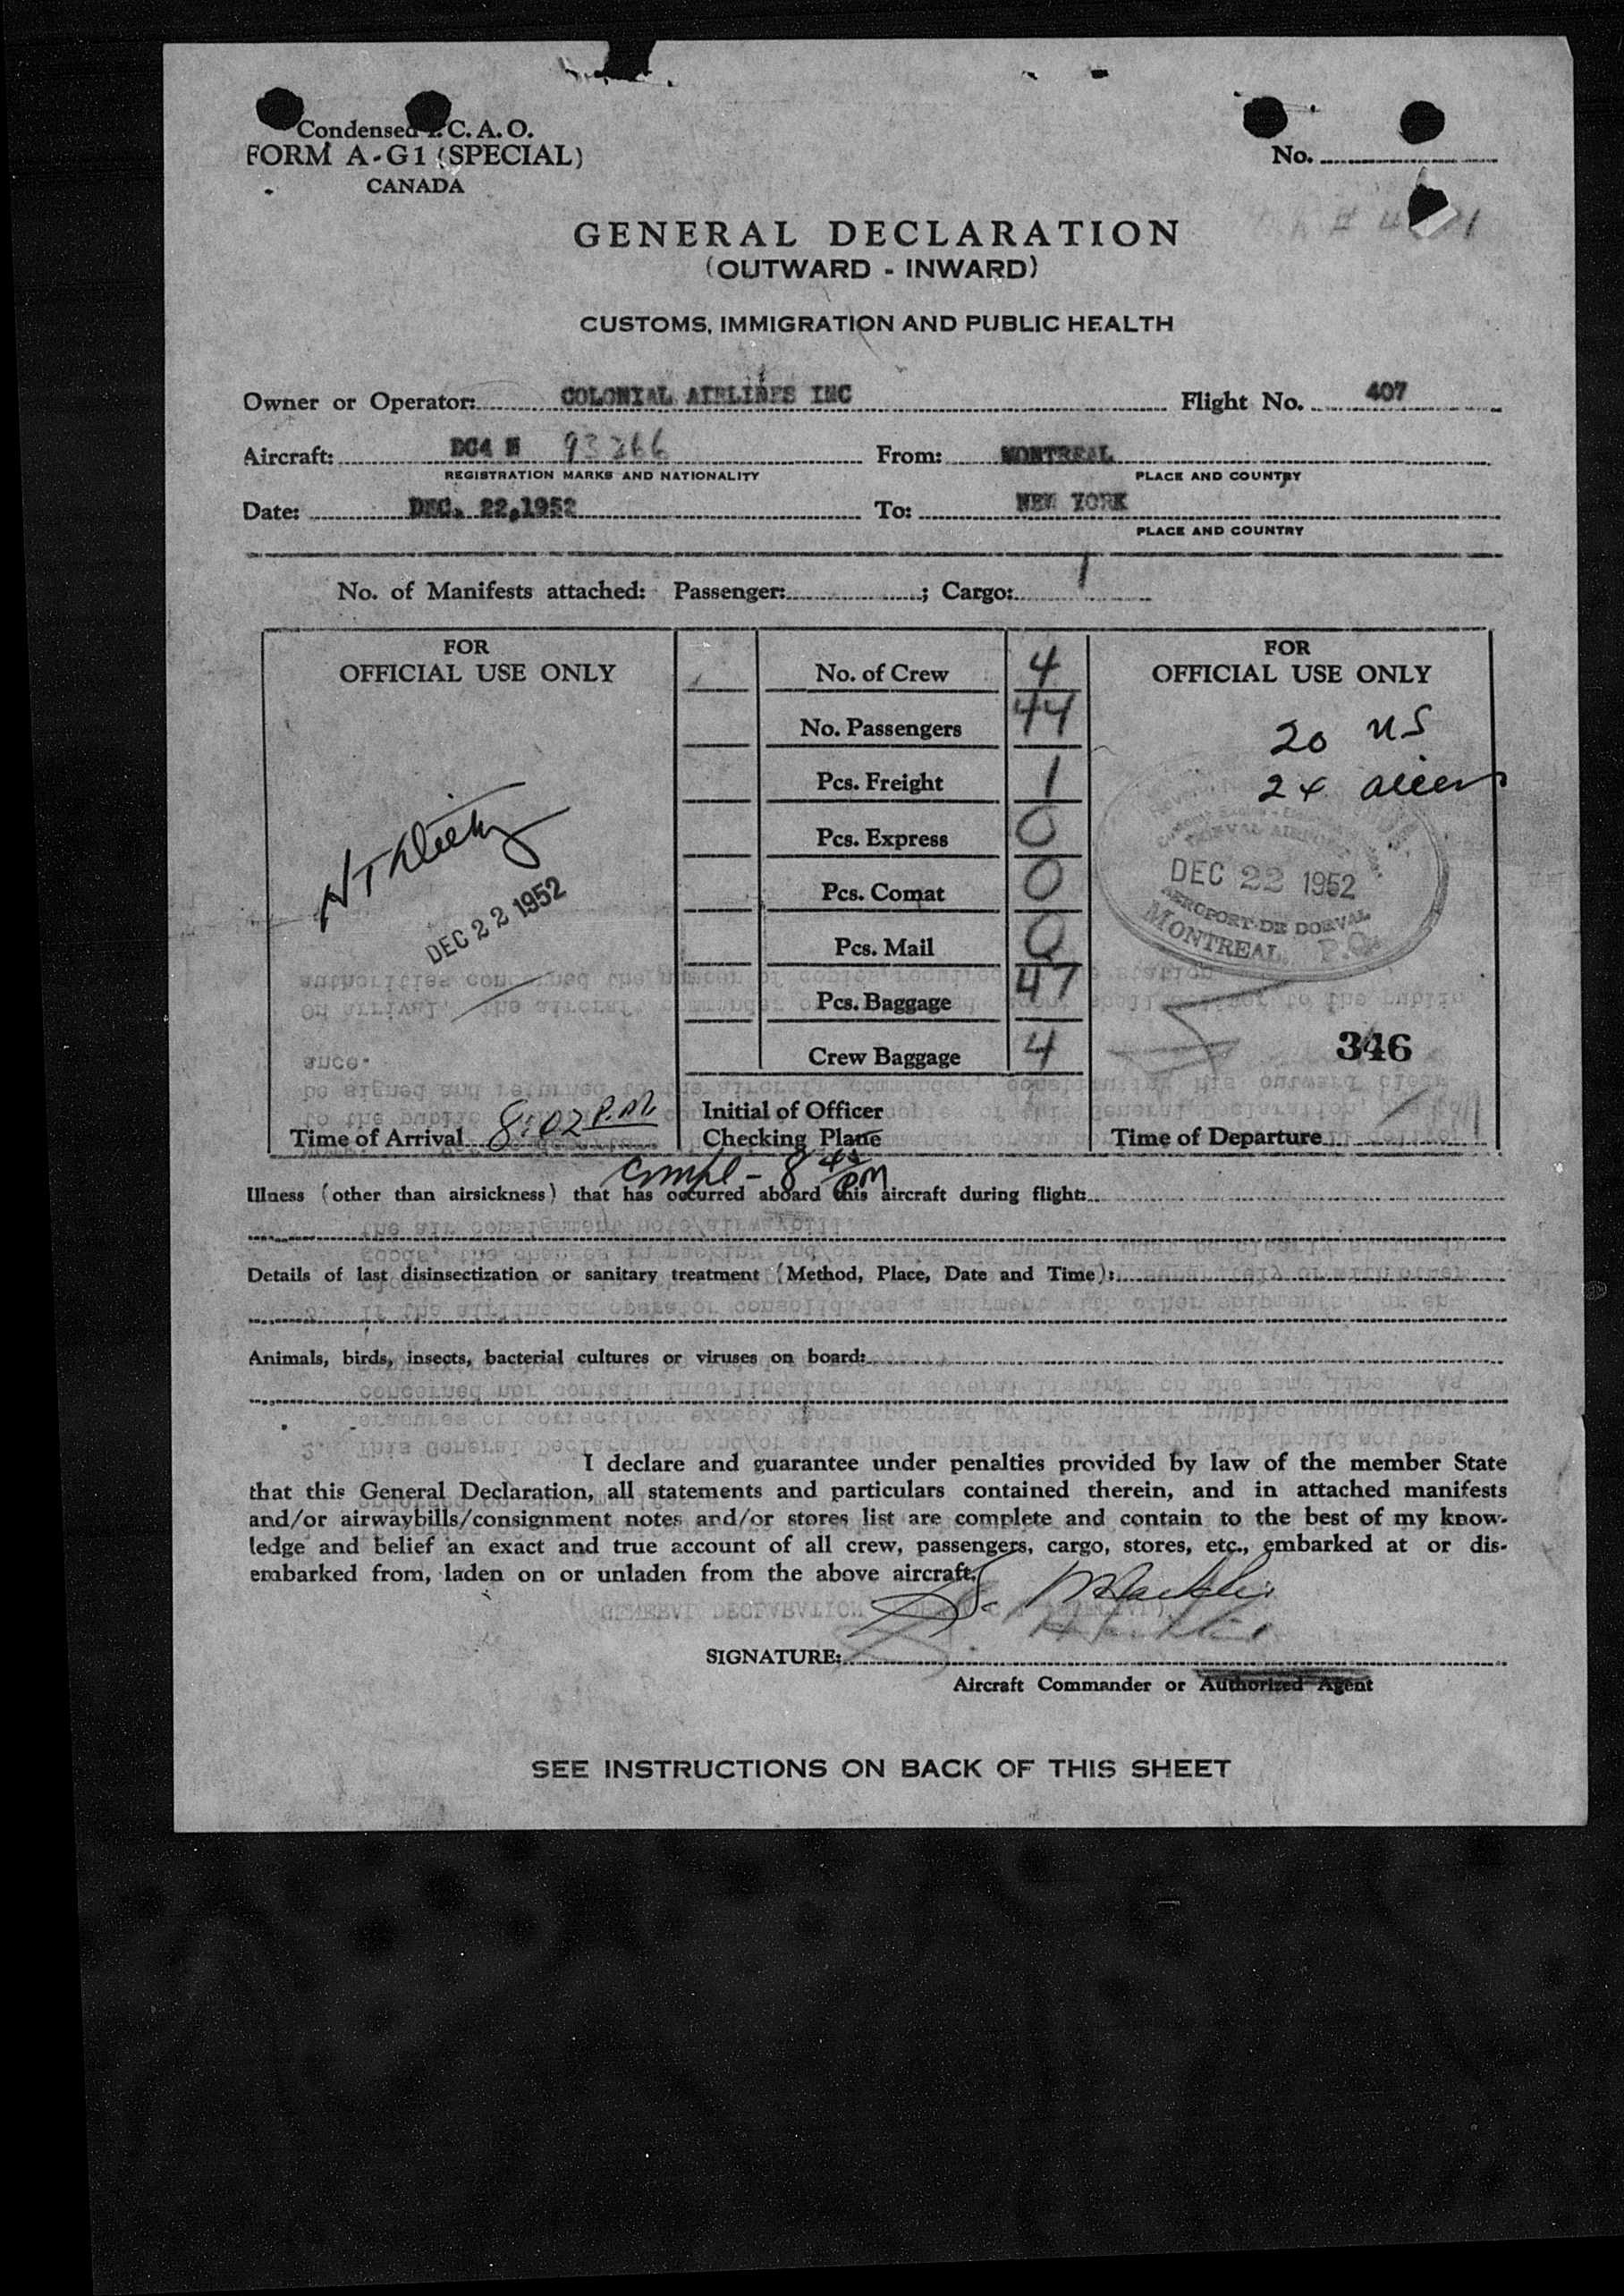 Condensed I.C.A.O.
FORM A-G1 (SPECIAL)
CANADA
No.
GENERAL DECLARATION
(OUTWARD - INWARD)
CUSTOMS, IMMIGRATION AND PUBLIC HEALTH
Owner or Operator: COLONIAL AIRLINES INC Flight No. 407
Aircraft: DC4 N 93266 From: MONTREAL
REGISTRATION MARKS AND NATIONALITY PLACE AND COUNTRY
Date: DEC. 22,1952 To: NEW YORK
PLACE AND COUNTRY
No. of Manifests attached: Passenger: ; Cargo: 1
FOR
OFFICIAL USE ONLY
DEC 22 1952
Time of Arrival 8:02 P.M.
No. of Crew 4
No. Passengers 44
Pcs. Freight 1
Pcs. Express 0
Pcs. Comat 0
Pcs. Mail 0
Pcs. Baggage 47
Crew Baggage 4
Initial of Officer
Checking Plane
FOR
OFFICIAL USE ONLY
20 US
24 aliens
DORVAL AIRPORT
DEC 22 1952
AEROPORT DE DORVAL
MONTREAL, P.Q.
346
Time of Departure
Compl - 8 45 PM
Illness (other than airsickness) that has occurred aboard this aircraft during flight:
Details of last disinsectization or sanitary treatment (Method, Place, Date and Time):
Animals, birds, insects, bacterial cultures or viruses on board:
I declare and guarantee under penalties provided by law of the member State
that this General Declaration, all statements and particulars contained therein, and in attached manifests
and/or airwaybills/consignment notes and/or stores list are complete and contain to the best of my know-
ledge and belief an exact and true account of all crew, passengers, cargo, stores, etc., embarked at or dis-
embarked from, laden on or unladen from the above aircraft.
SIGNATURE:
Aircraft Commander or Authorized Agent
SEE INSTRUCTIONS ON BACK OF THIS SHEET